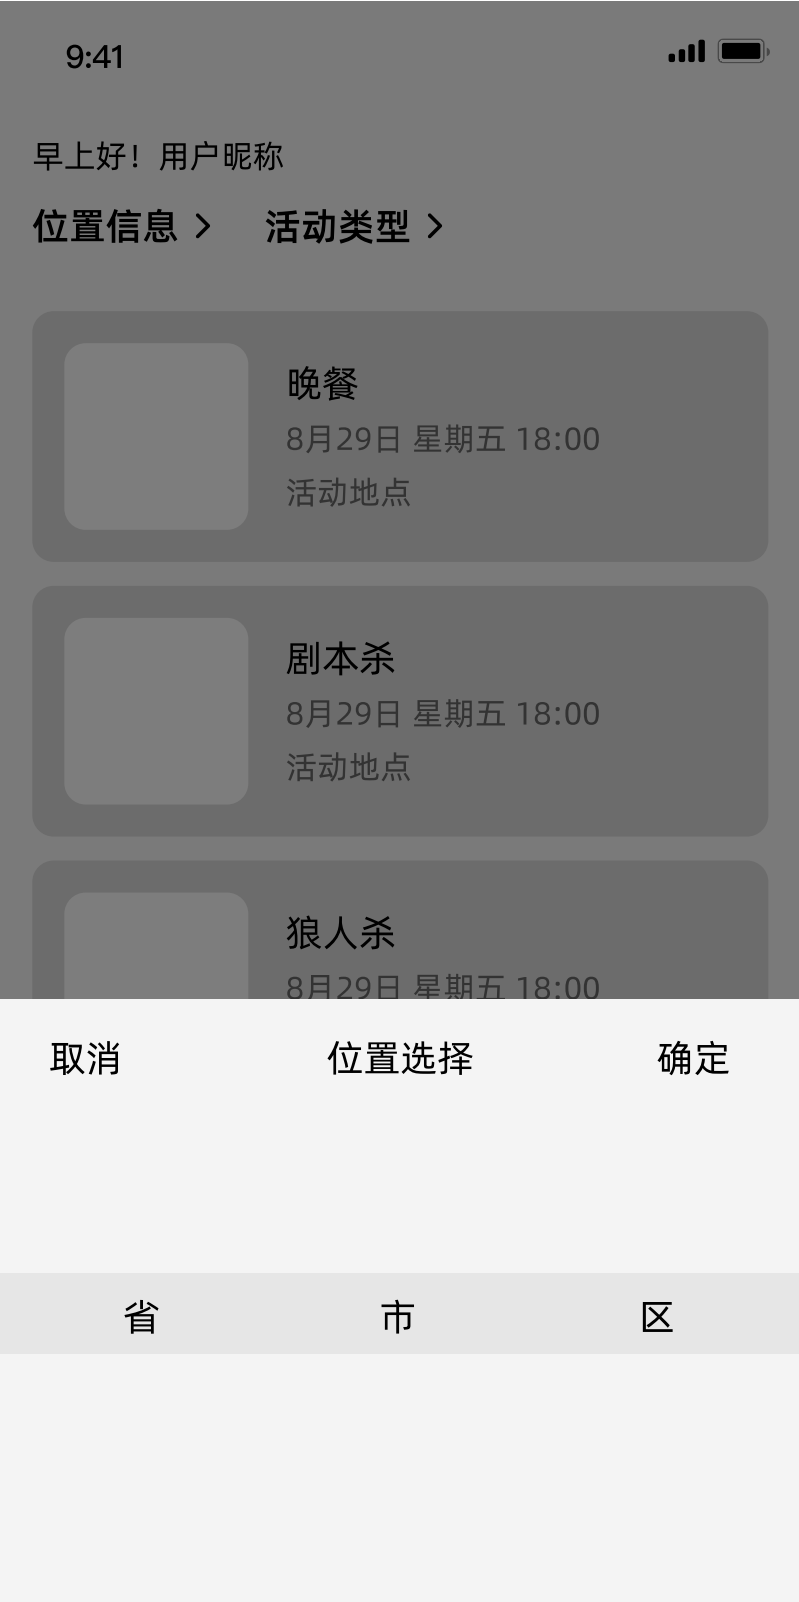 9:41
早上好！用户昵称
位置信息 活动类型
晚餐
8月29日 星期五 18:00
活动地点
剧本杀
8月29日 星期五 18:00
活动地点
狼人杀
8月29日 星期五 18:00
取消 位置选择 确定
省 市 区